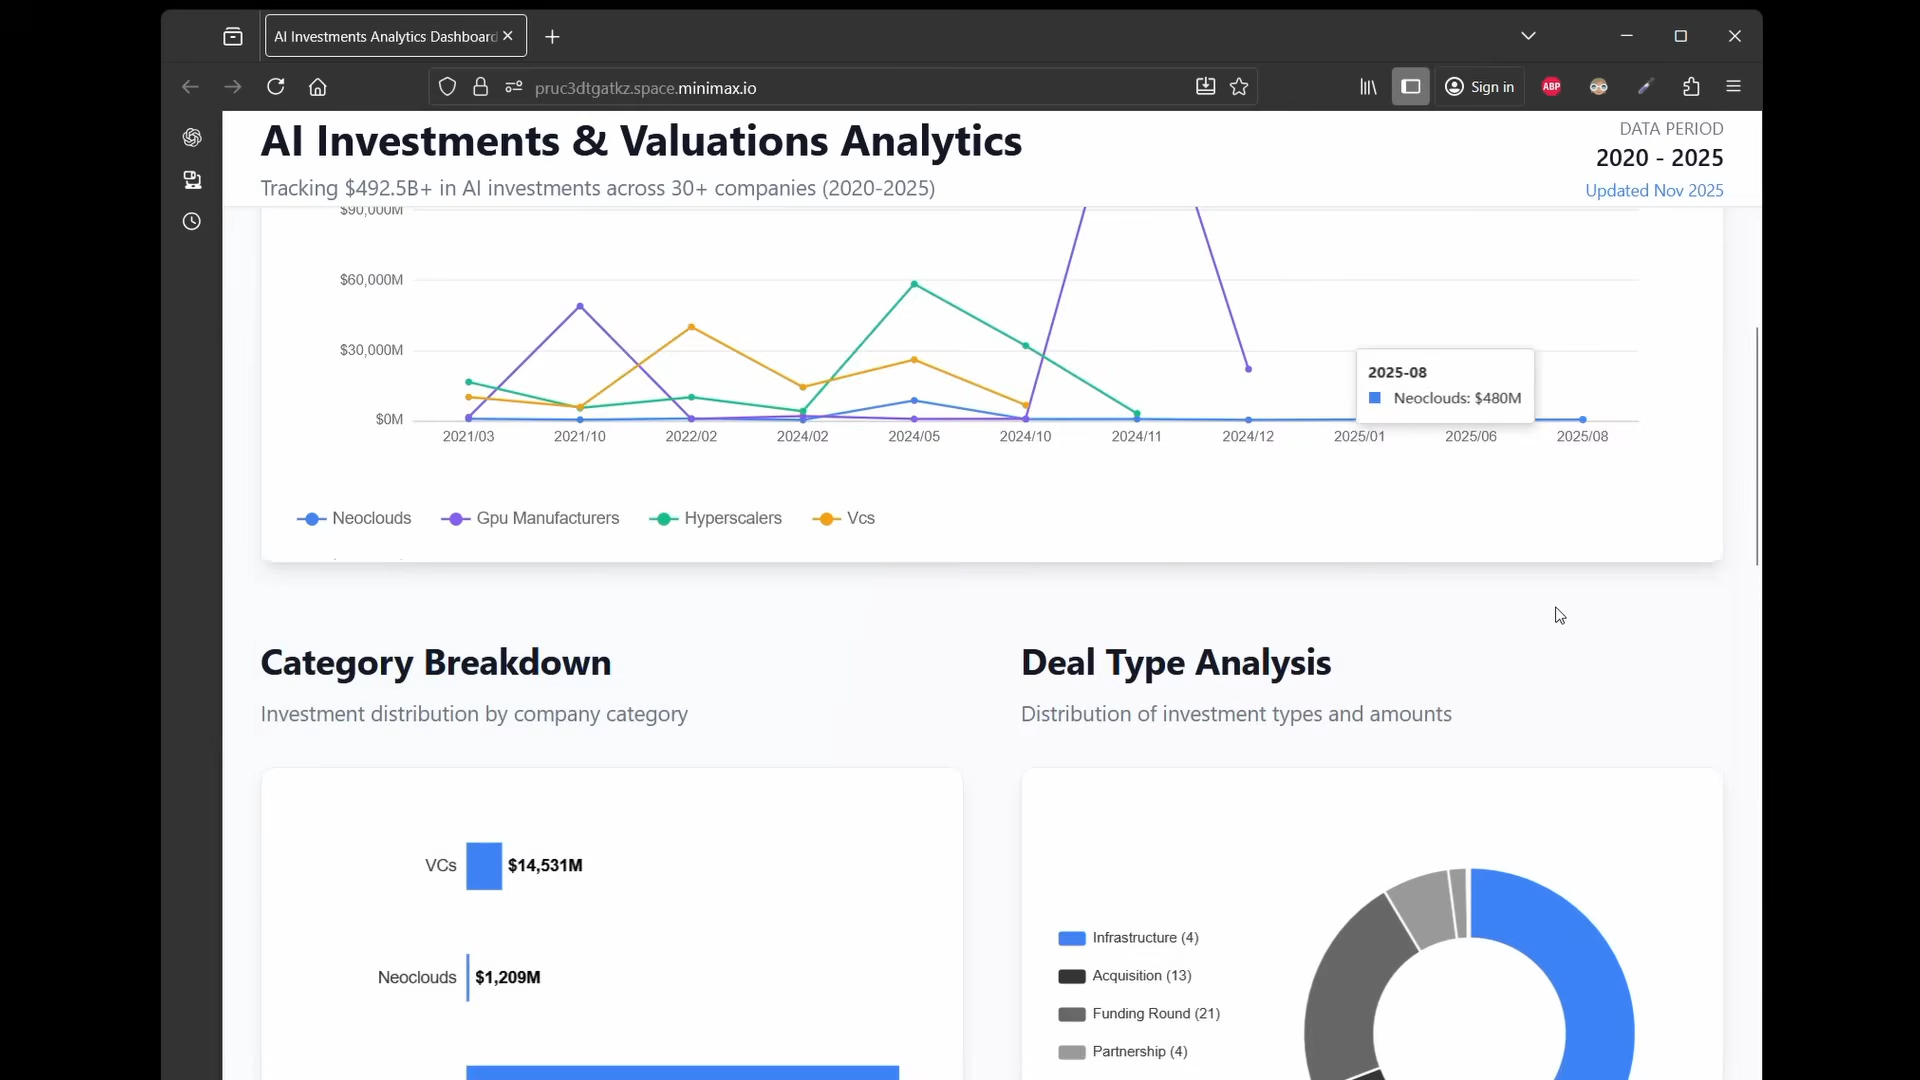 AI Investments Analytics Dashboard
pruc3dtgatkz.space.minimax.io
Sign in
ABP
AI Investments & Valuations Analytics
Tracking $492.5B+ in AI investments across 30+ companies (2020-2025)
DATA PERIOD
2020 - 2025
Updated Nov 2025
$90,000M
$60,000M
$30,000M
$0M
2021/03
2021/10
2022/02
2024/02
2024/05
2024/10
2024/11
2024/12
2025/01
2025/06
2025/08
2025-08
Neoclouds: $480M
Neoclouds
Gpu Manufacturers
Hyperscalers
Vcs
Category Breakdown
Investment distribution by company category
VCs
$14,531M
Neoclouds
$1,209M
Deal Type Analysis
Distribution of investment types and amounts
Infrastructure (4)
Acquisition (13)
Funding Round (21)
Partnership (4)